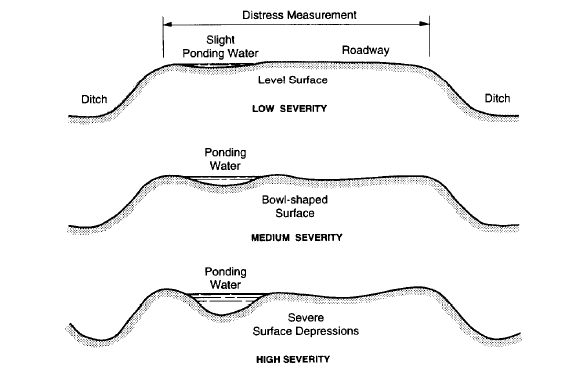 Distress Measurement
Slight
Ponding Water
Roadway
Level Surface
Ditch
Ditch
LOW SEVERITY
Ponding
Water
Bowl-shaped
Surface
MEDIUM SEVERITY
Ponding
Water
Severe
Surface Depressions
HIGH SEVERITY